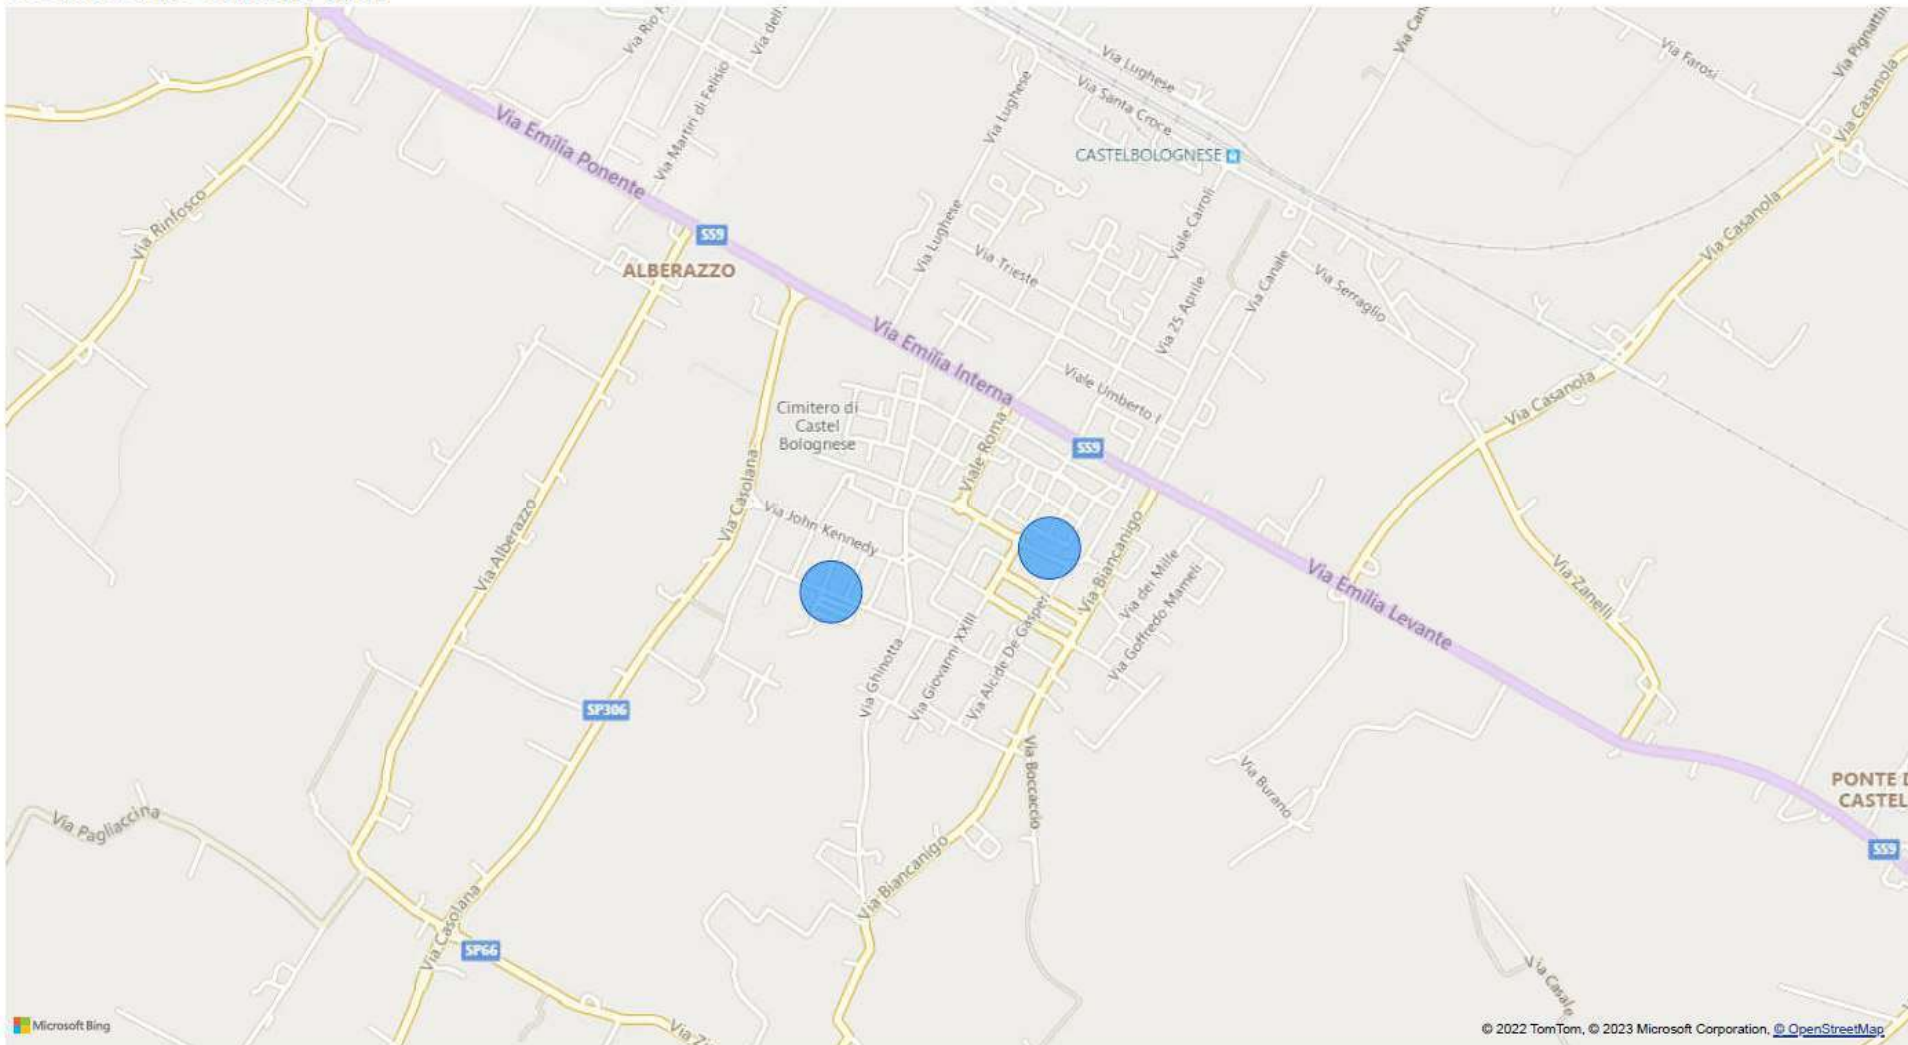 Via Lughese
Via Farosi
Via Casanola
Via Santa Croce
Via Lughese
Via Emilia Ponente
Via Martiri di Felisio
CASTELBOLOGNESE
Via Rinfosco
SS9
Via Lughese
Viale Cairoli
Via Casanola
ALBERAZZO
Via Trieste
Via Canale
Via Serraglio
Via 25 Aprile
Via Emilia Interna
Viale Umberto I
Via Casanola
Cimitero di
Castel
Bolognese
Viale Roma
SS9
Via Casolana
Via John Kennedy
Via Alberazzo
Via Biancanigo
Via dei Mille
Via Goffredo Mameli
Via Emilia Levante
Via Zanelli
Via Ghinotta
Via Giovanni XXIII
Via Alcide De Gasperi
SP306
Via Boccaccio
Via Burano
PONTE D
CASTEL
Via Pagliaccina
SS9
Via Biancanigo
Via Casolana
SP66
Via Casale
Microsoft Bing
© 2022 TomTom, © 2023 Microsoft Corporation, © OpenStreetMap